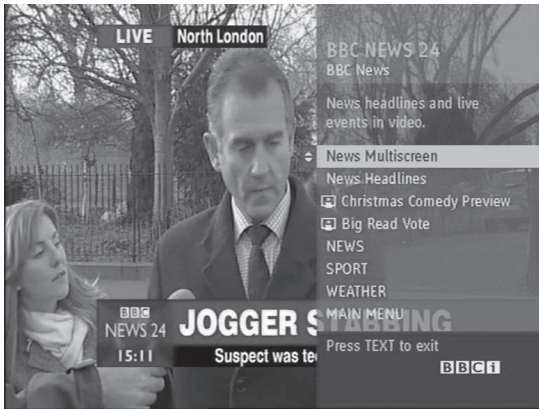 LIVE North London
BBC NEWS 24
BBC News
News headlines and live
events in video.
News Multiscreen
News Headlines
Christmas Comedy Preview
Big Read Vote
NEWS
SPORT
WEATHER
MAIN MENU
Press TEXT to exit
BBCi
BBC
NEWS 24
15:11
JOGGER STABBING
Suspect was